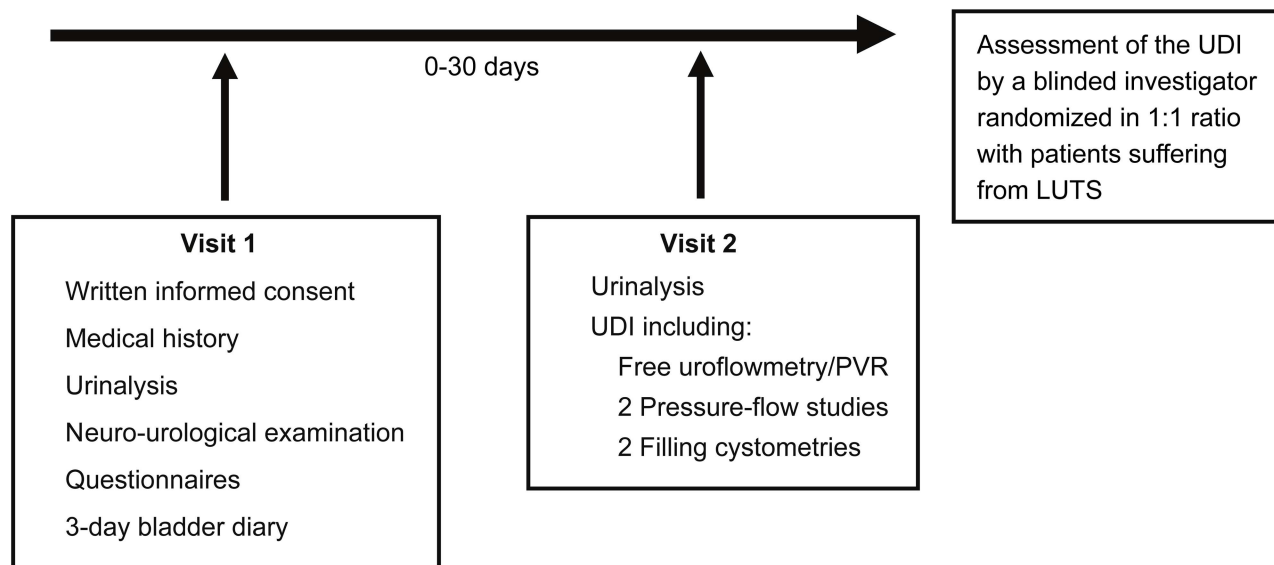 0-30 days
Assessment of the UDI
by a blinded investigator
randomized in 1:1 ratio
with patients suffering
from LUTS
Visit 1
Written informed consent
Medical history
Urinalysis
Neuro-urological examination
Questionnaires
3-day bladder diary
Visit 2
Urinalysis
UDI including:
Free uroflowmetry/PVR
2 Pressure-flow studies
2 Filling cystometries